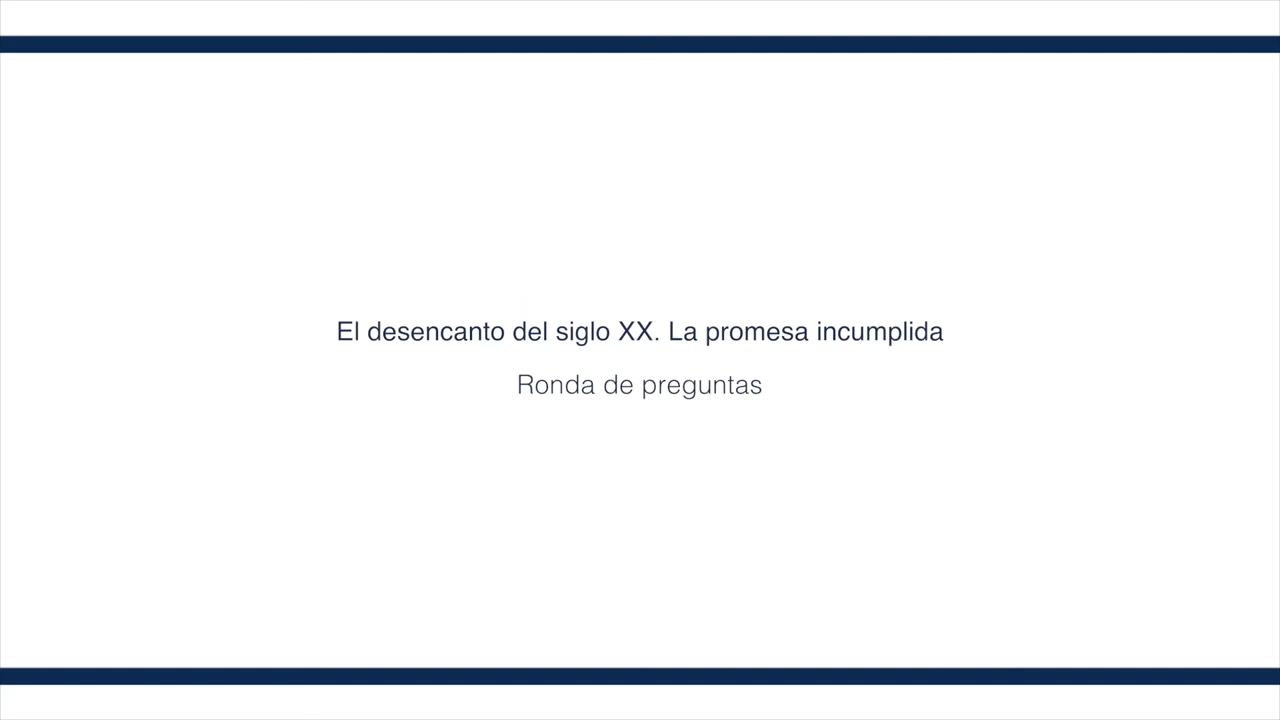 El desencanto del siglo XX. La promesa incumplida
Ronda de preguntas